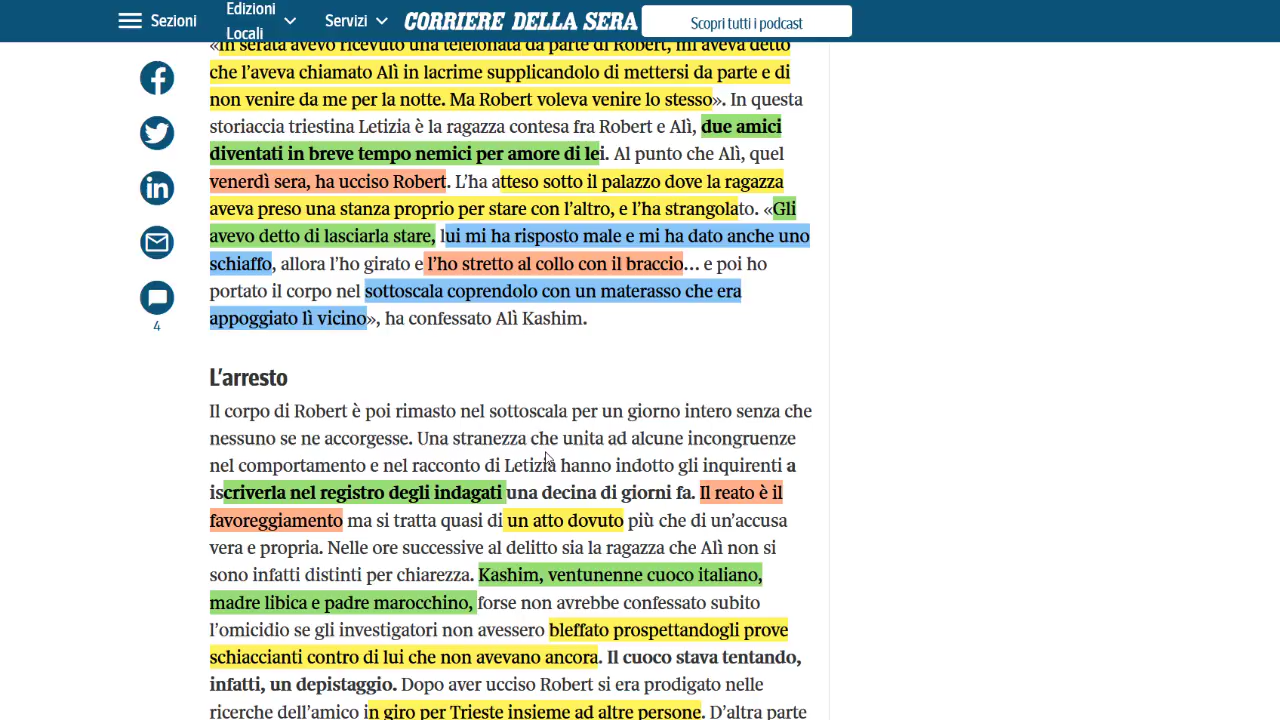 Sezioni
Edizioni
Locali
Servizi
CORRIERE DELLA SERA
Scopri tutti i podcast
«In serata avevo ricevuto una telefonata da parte di Robert, mi aveva detto
che l’aveva chiamato Alì in lacrime supplicandolo di mettersi da parte e di
non venire da me per la notte. Ma Robert voleva venire lo stesso». In questa
storiaccia triestina Letizia è la ragazza contesa fra Robert e Alì, due amici
diventati in breve tempo nemici per amore di lei. Al punto che Alì, quel
venerdì sera, ha ucciso Robert. L’ha atteso sotto il palazzo dove la ragazza
aveva preso una stanza proprio per stare con l’altro, e l’ha strangolato. «Gli
avevo detto di lasciarla stare, lui mi ha risposto male e mi ha dato anche uno
schiaffo, allora l’ho girato e l’ho stretto al collo con il braccio… e poi ho
portato il corpo nel sottoscala coprendolo con un materasso che era
appoggiato lì vicino», ha confessato Alì Kashim.
4
L’arresto
Il corpo di Robert è poi rimasto nel sottoscala per un giorno intero senza che
nessuno se ne accorgesse. Una stranezza che unita ad alcune incongruenze
nel comportamento e nel racconto di Letizia hanno indotto gli inquirenti a
iscriverla nel registro degli indagati una decina di giorni fa. Il reato è il
favoreggiamento ma si tratta quasi di un atto dovuto più che di un’accusa
vera e propria. Nelle ore successive al delitto sia la ragazza che Alì non si
sono infatti distinti per chiarezza. Kashim, ventunenne cuoco italiano,
madre libica e padre marocchino, forse non avrebbe confessato subito
l’omicidio se gli investigatori non avessero bleffato prospettandogli prove
schiaccianti contro di lui che non avevano ancora. Il cuoco stava tentando,
infatti, un depistaggio. Dopo aver ucciso Robert si era prodigato nelle
ricerche dell’amico in giro per Trieste insieme ad altre persone. D’altra parte